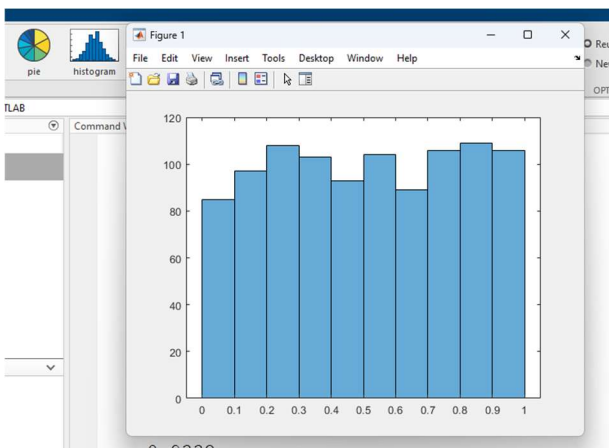 Figure 1
File Edit View Insert Tools Desktop Window Help
pie
histogram
TLAB
Command
120
100
80
60
40
20
0
0 0.1 0.2 0.3 0.4 0.5 0.6 0.7 0.8 0.9 1
OPT